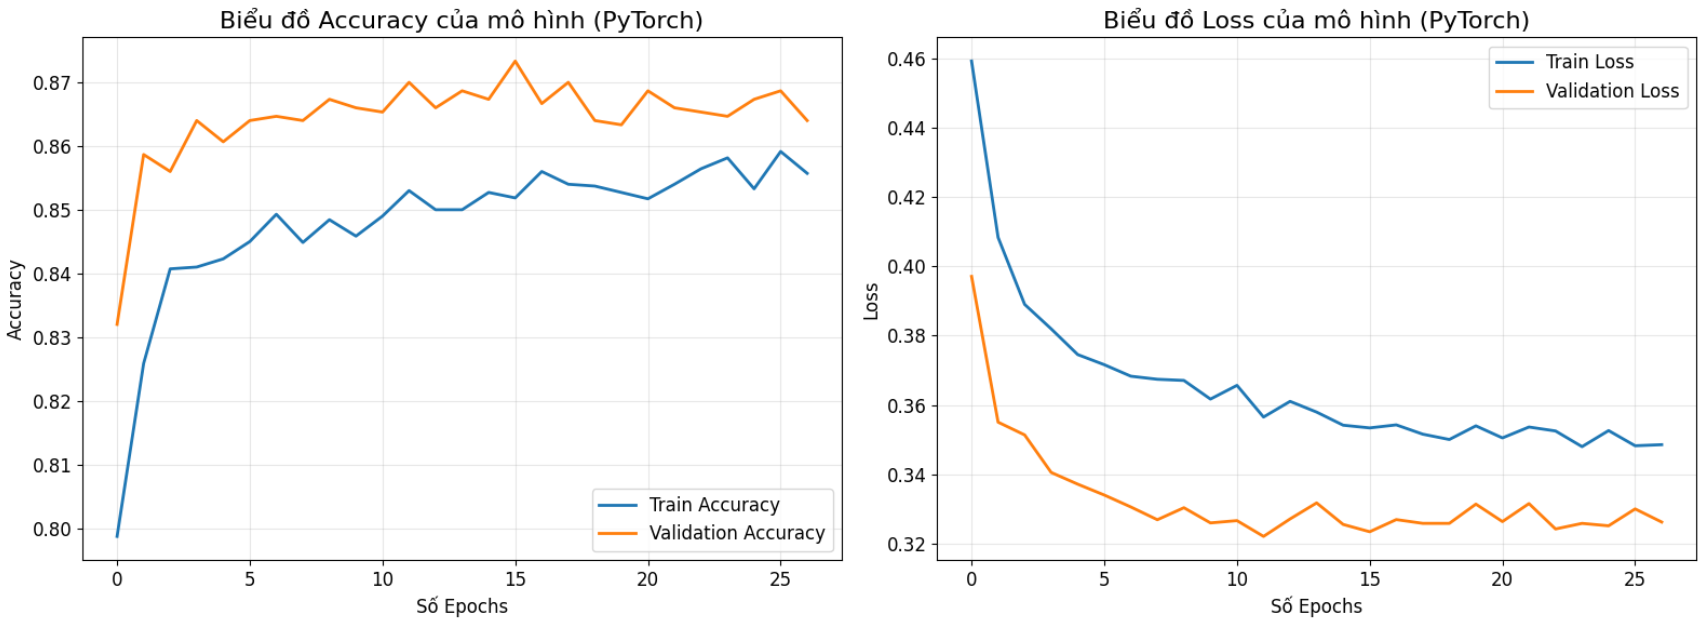 Biểu đồ Accuracy của mô hình (PyTorch)
0.87
0.86
0.85
0.84
0.83
0.82
0.81
0.80
Accuracy
Train Accuracy
Validation Accuracy
0 5 10 15 20 25
Số Epochs
Biểu đồ Loss của mô hình (PyTorch)
0.46
0.44
0.42
0.40
0.38
0.36
0.34
0.32
Loss
Train Loss
Validation Loss
0 5 10 15 20 25
Số Epochs